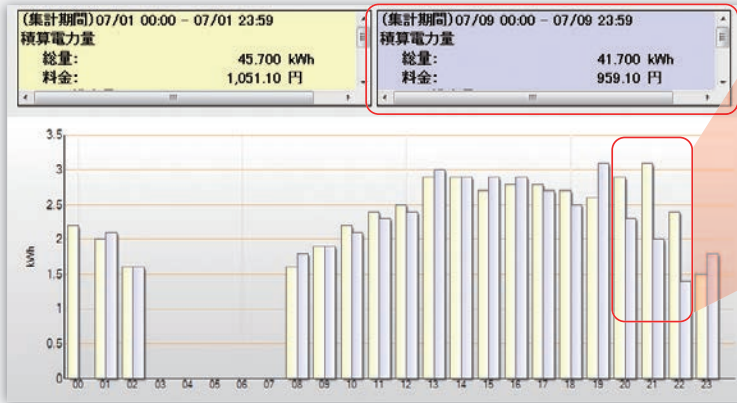 (集計期間)07/01 00:00 - 07/01 23:59
積算電力量
総量: 45.700 kWh
料金: 1,051.10 円
(集計期間)07/09 00:00 - 07/09 23:59
積算電力量
総量: 41.700 kWh
料金: 959.10 円
3.5
3
2.5
2
1.5
1
0.5
0
kWh
00 01 02 03 04 05 06 07 08 09 10 11 12 13 14 15 16 17 18 19 20 21 22 23